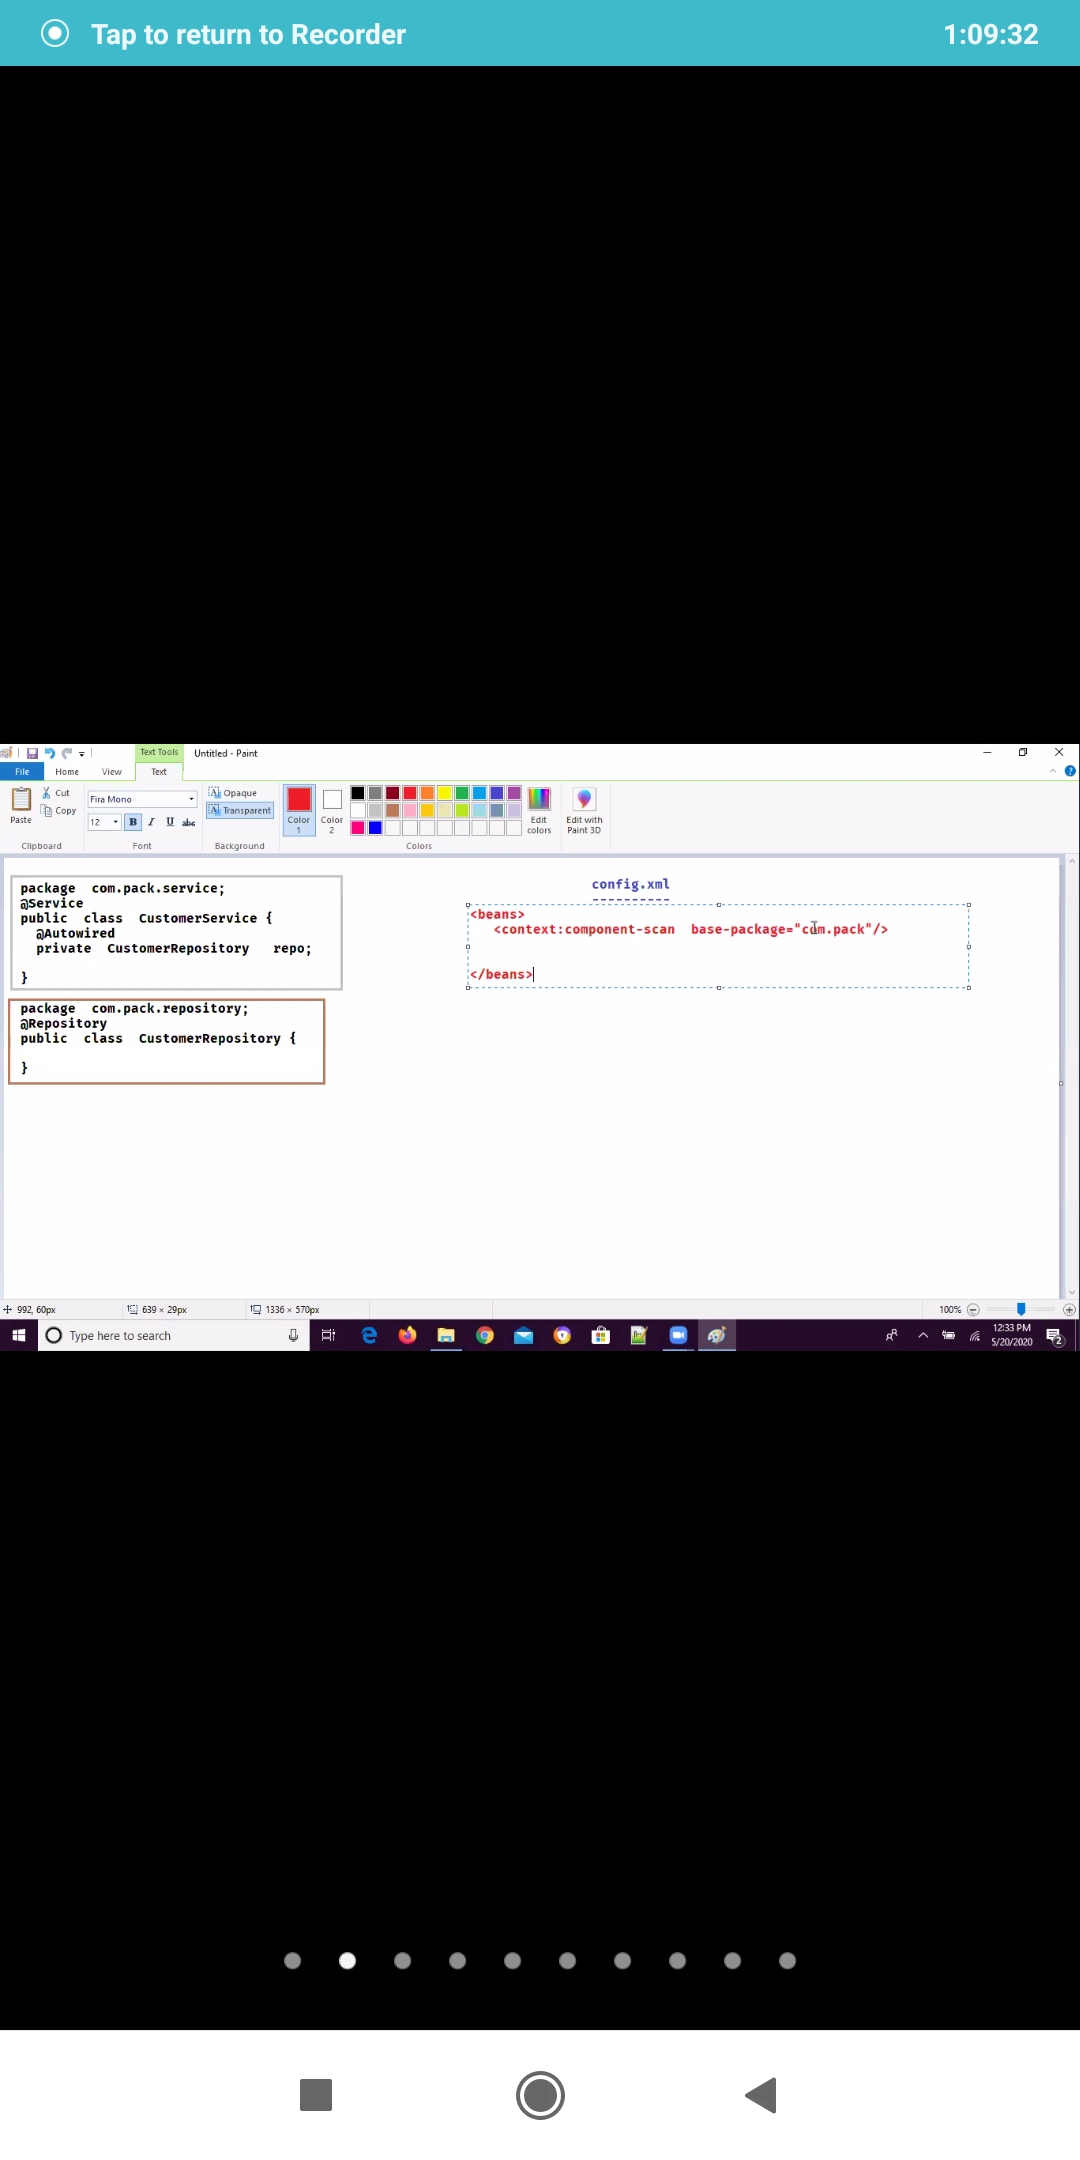 Tap to return to Recorder 1:09:32
Text Tools Untitled - Paint
File Home View Text
Paste Cut Copy Fira Mono 12 B I U abc Opaque Transparent Color 1 Color 2 Edit colors Edit with Paint 3D
Clipboard Font Background Colors
package com.pack.service;
@Service
public class CustomerService {
@Autowired
private CustomerRepository repo;
}
package com.pack.repository;
@Repository
public class CustomerRepository {
}
config.xml
<beans>
<context:component-scan base-package="com.pack"/>
</beans>
992, 60px 639 × 29px 1336 × 570px 100%
Type here to search 12:33 PM
5/20/2020 2